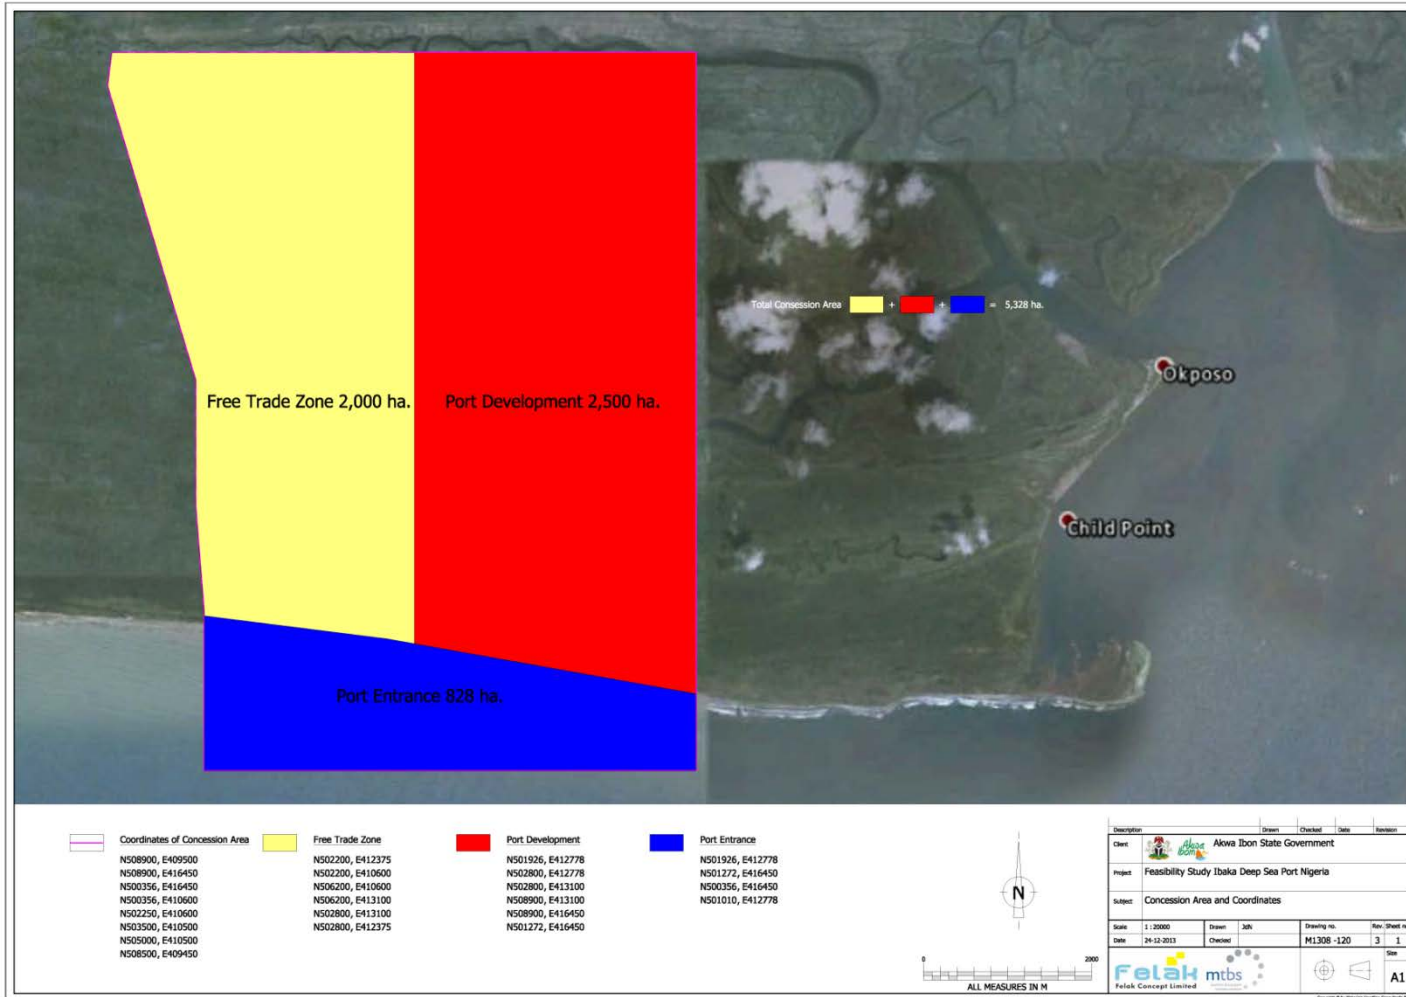 Total Consession Area + + = 5,328 ha.
Okposo
Free Trade Zone 2,000 ha.
Port Development 2,500 ha.
Child Point
Port Entrance 828 ha.
Coordinates of Concession Area
N508900, E409500
N508900, E416450
N500356, E416450
N500356, E410600
N502250, E410600
N503500, E410500
N505000, E410500
N508500, E409450
Free Trade Zone
N502200, E412375
N502200, E410600
N506200, E410600
N506200, E413100
N502800, E413100
N502800, E412375
Port Development
N501926, E412778
N502800, E412778
N502800, E413100
N508900, E413100
N508900, E416450
N501272, E416450
Port Entrance
N501926, E412778
N501272, E416450
N500356, E416450
N501010, E412778
N
0 2000
ALL MEASURES IN M
Description Drawn Checked Date Revision
Client Akwa Ibom Akwa Ibon State Government
Project Feasibility Study Ibaka Deep Sea Port Nigeria
Subject Concession Area and Coordinates
Scale 1 : 20000 Drawn JdN Drawing no. Rev. Sheet
Date 24-12-2013 Checked M1308 -120 3 1
Size
A1
Felak mtbs
Felak Concept Limited